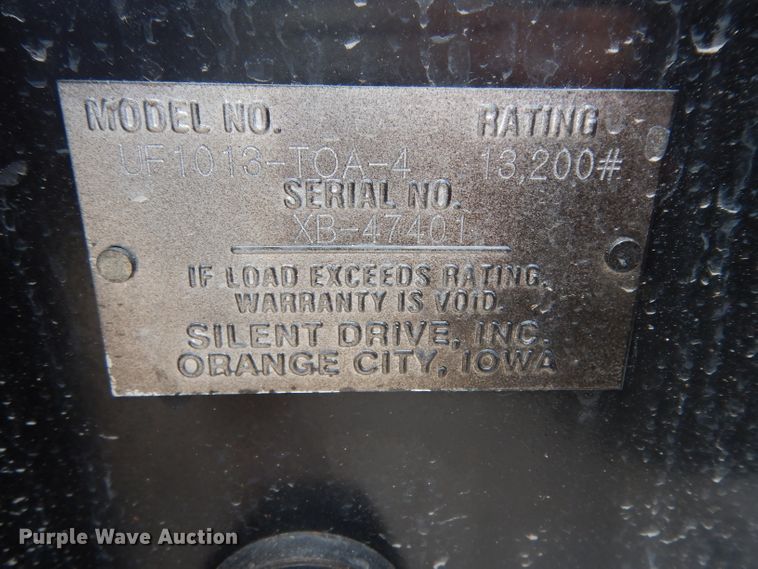 MODEL NO. RATING
UF1013-TOA-4 13,200#
SERIAL NO.
XB-47401
IF LOAD EXCEEDS RATING,
WARRANTY IS VOID.
SILENT DRIVE, INC.
ORANGE CITY, IOWA
Purple Wave Auction